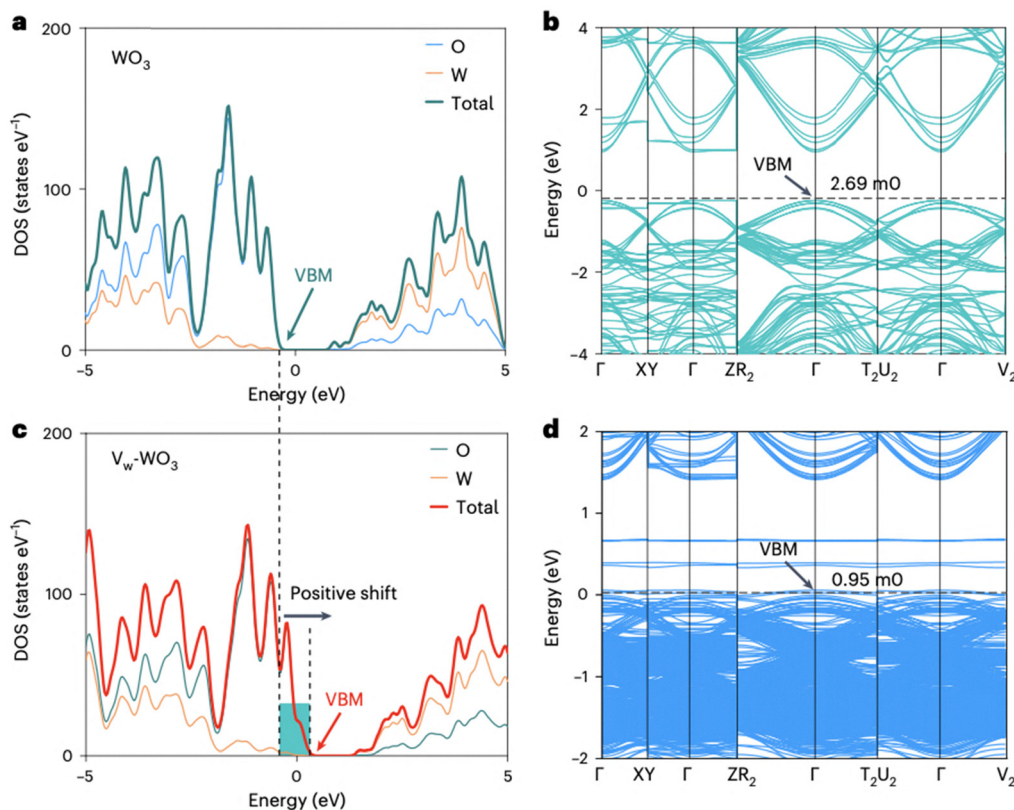 a
200
WO₃
O
W
Total
100
VBM
0
−5
0
5
DOS (states eV⁻¹)
Energy (eV)
b
4
2
0
−2
−4
VBM
2.69 m0
Energy (eV)
Γ XY Γ ZR₂ Γ T₂U₂ Γ V₂
c
200
V_w-WO₃
O
W
Total
100
Positive shift
VBM
0
−5
0
5
DOS (states eV⁻¹)
Energy (eV)
d
2
1
0
−1
−2
VBM
0.95 m0
Energy (eV)
Γ XY Γ ZR₂ Γ T₂U₂ Γ V₂